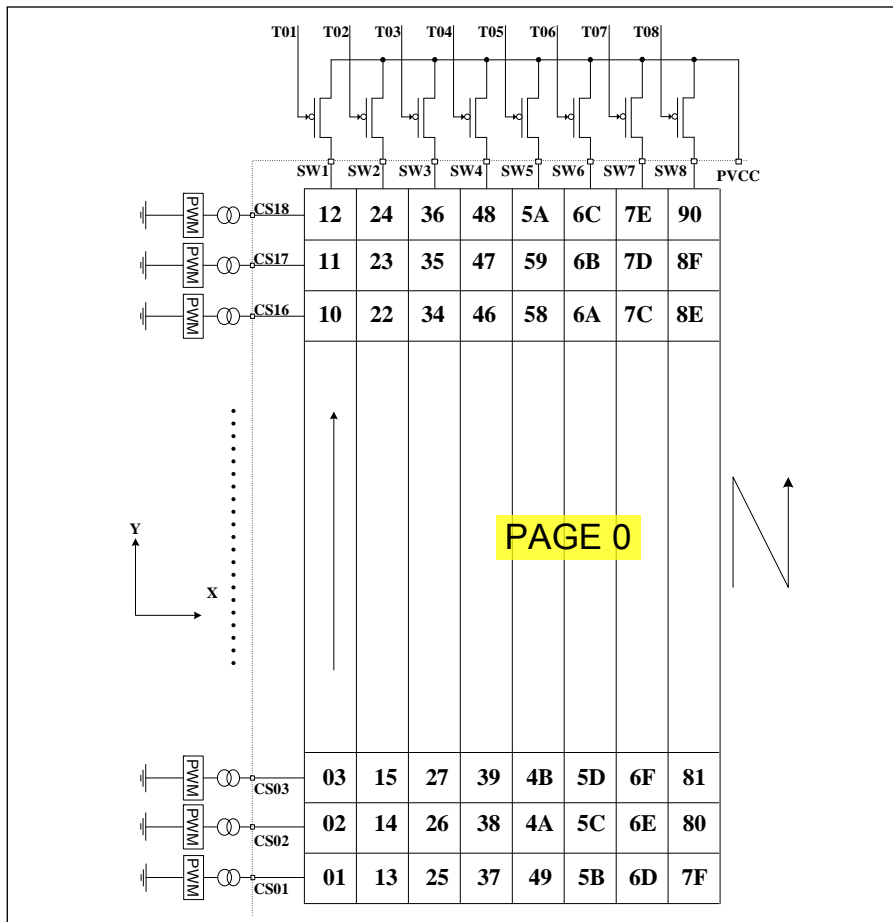 T01 T02 T03 T04 T05 T06 T07 T08
SW1 SW2 SW3 SW4 SW5 SW6 SW7 SW8 PVCC
PWM CS18 12 24 36 48 5A 6C 7E 90
PWM CS17 11 23 35 47 59 6B 7D 8F
PWM CS16 10 22 34 46 58 6A 7C 8E
PAGE 0
Y
X
PWM CS03 03 15 27 39 4B 5D 6F 81
PWM CS02 02 14 26 38 4A 5C 6E 80
PWM CS01 01 13 25 37 49 5B 6D 7F